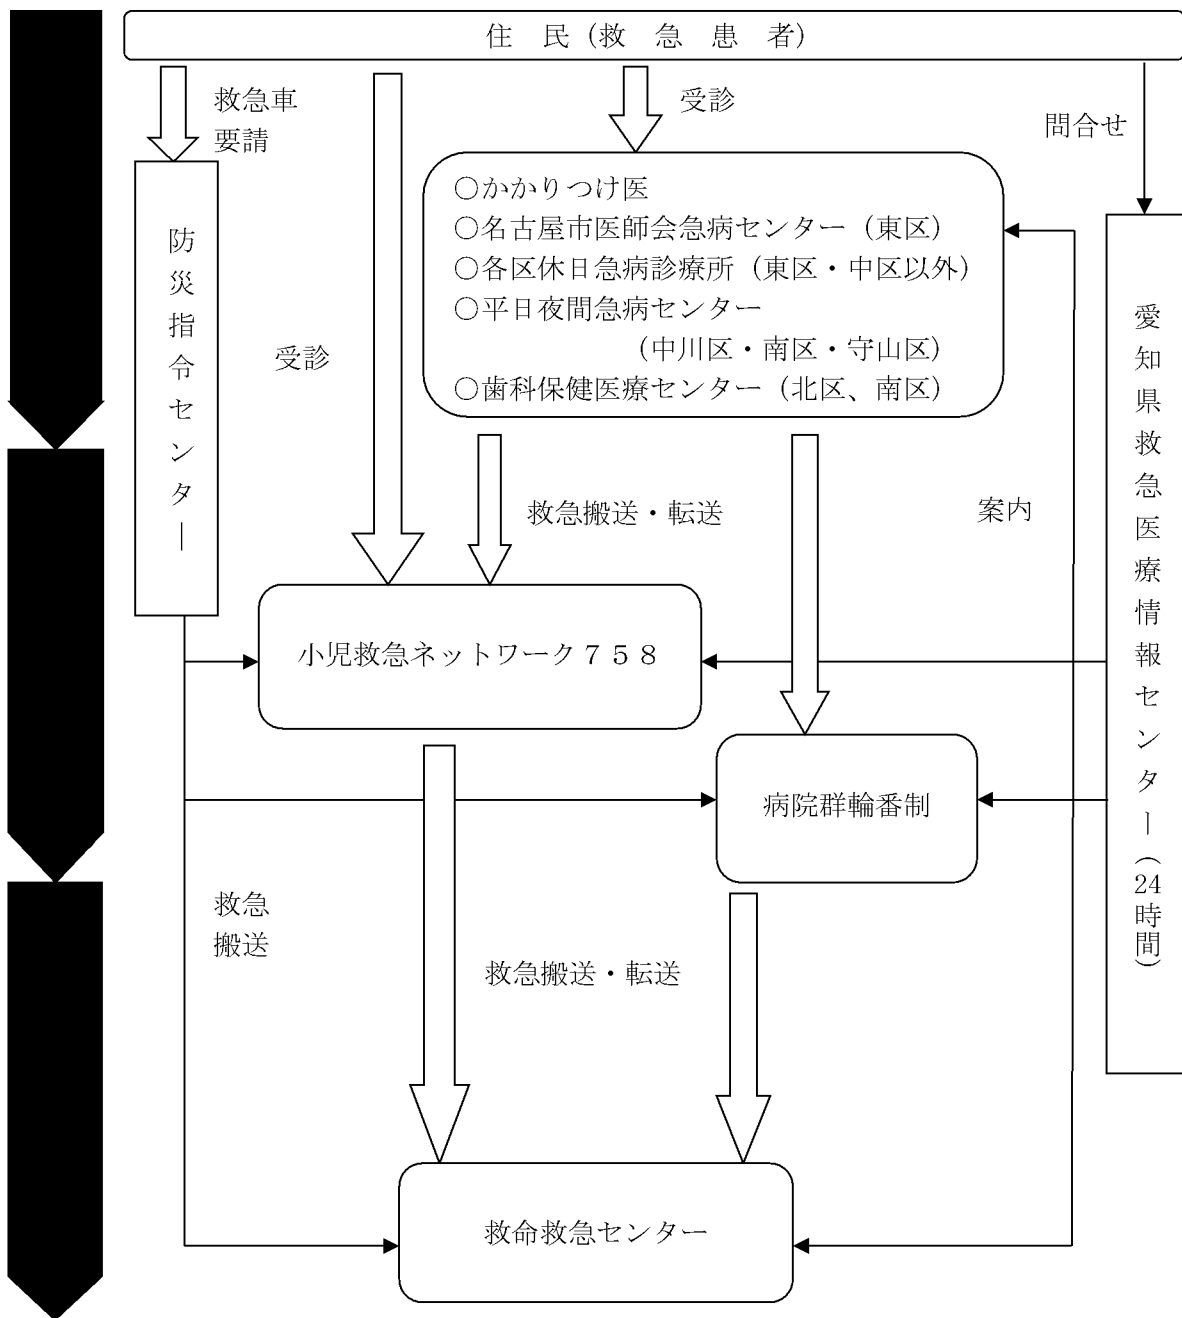 住 民 (救 急 患 者)
救急車
要請
受診
問合せ
○かかりつけ医
○名古屋市医師会急病センター（東区）
○各区休日急病診療所（東区・中区以外）
○平日夜間急病センター
（中川区・南区・守山区）
○歯科保健医療センター（北区、南区）
防災指令センター
受診
愛知県救急医療情報センター(24時間)
救急搬送・転送
案内
小児救急ネットワーク７５８
病院群輪番制
救急
搬送
救急搬送・転送
救命救急センター